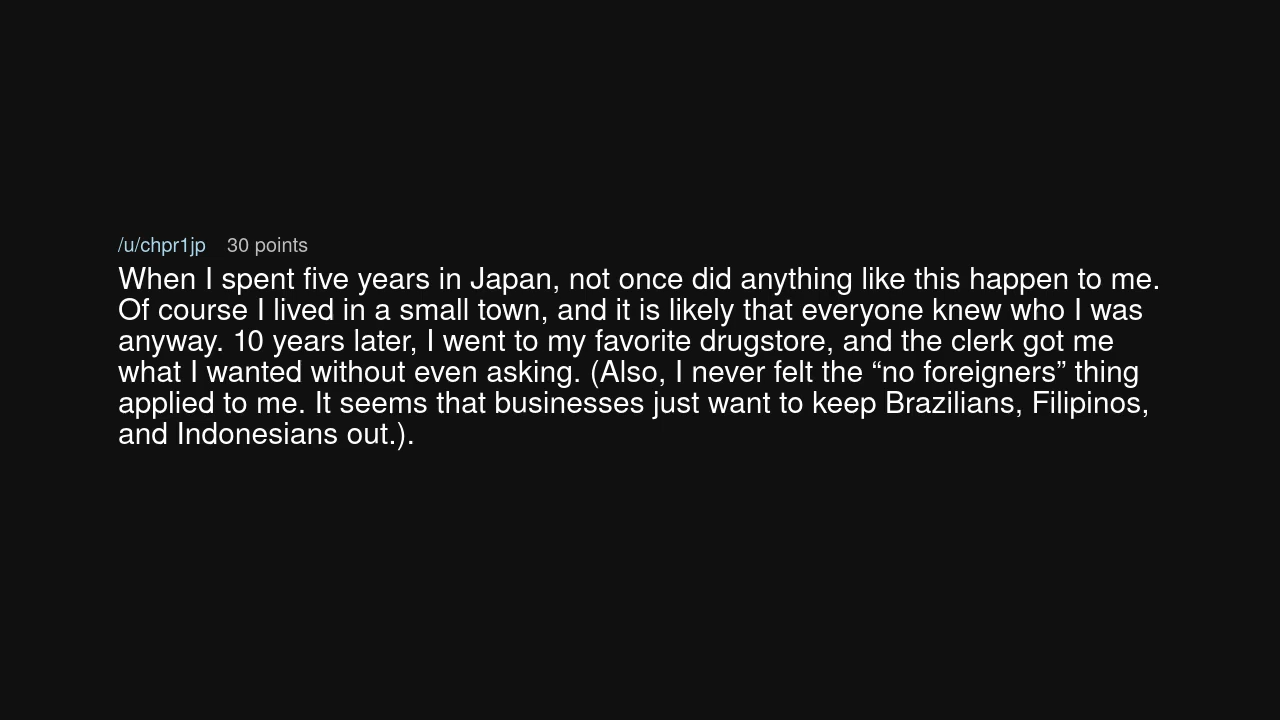 /u/chpr1jp 30 points
When I spent five years in Japan, not once did anything like this happen to me.
Of course I lived in a small town, and it is likely that everyone knew who I was
anyway. 10 years later, I went to my favorite drugstore, and the clerk got me
what I wanted without even asking. (Also, I never felt the “no foreigners” thing
applied to me. It seems that businesses just want to keep Brazilians, Filipinos,
and Indonesians out.).